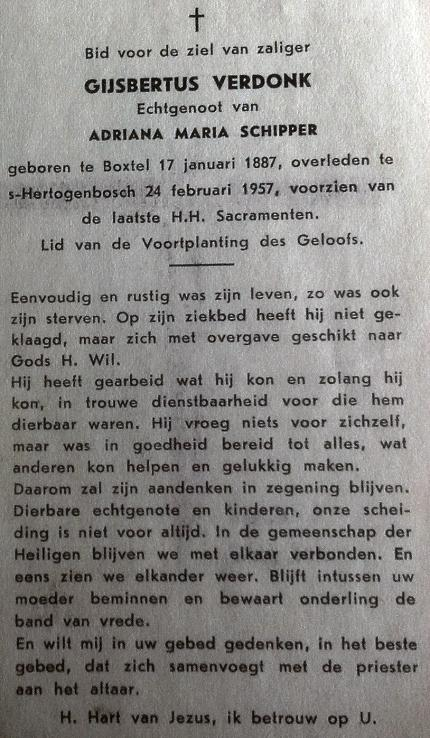 Bid voor de ziel van zaliger
GIJSBERTUS VERDONK
Echtgenoot van
ADRIANA MARIA SCHIPPER
geboren te Boxtel 17 januari 1887, overleden te
s-Hertogenbosch 24 februari 1957, voorzien van
de laatste H.H. Sacramenten.
Lid van de Voortplanting des Geloofs.
Eenvoudig en rustig was zijn leven, zo was ook
zijn sterven. Op zijn ziekbed heeft hij niet ge-
klaagd, maar zich met overgave geschikt naar
Gods H. Wil.
Hij heeft gearbeid wat hij kon en zolang hij
kon, in trouwe dienstbaarheid voor die hem
dierbaar waren. Hij vroeg niets voor zichzelf,
maar was in goedheid bereid tot alles, wat
anderen kon helpen en gelukkig maken.
Daarom zal zijn aandenken in zegening blijven.
Dierbare echtgenote en kinderen, onze schei-
ding is niet voor altijd. In de gemeenschap der
Heiligen blijven we met elkaar verbonden. En
eens zien we elkander weer. Blijft intussen uw
moeder beminnen en bewaart onderling de
band van vrede.
En wilt mij in uw gebed gedenken, in het beste
gebed, dat zich samenvoegt met de priester
aan het altaar.
H. Hart van Jezus, ik betrouw op U.